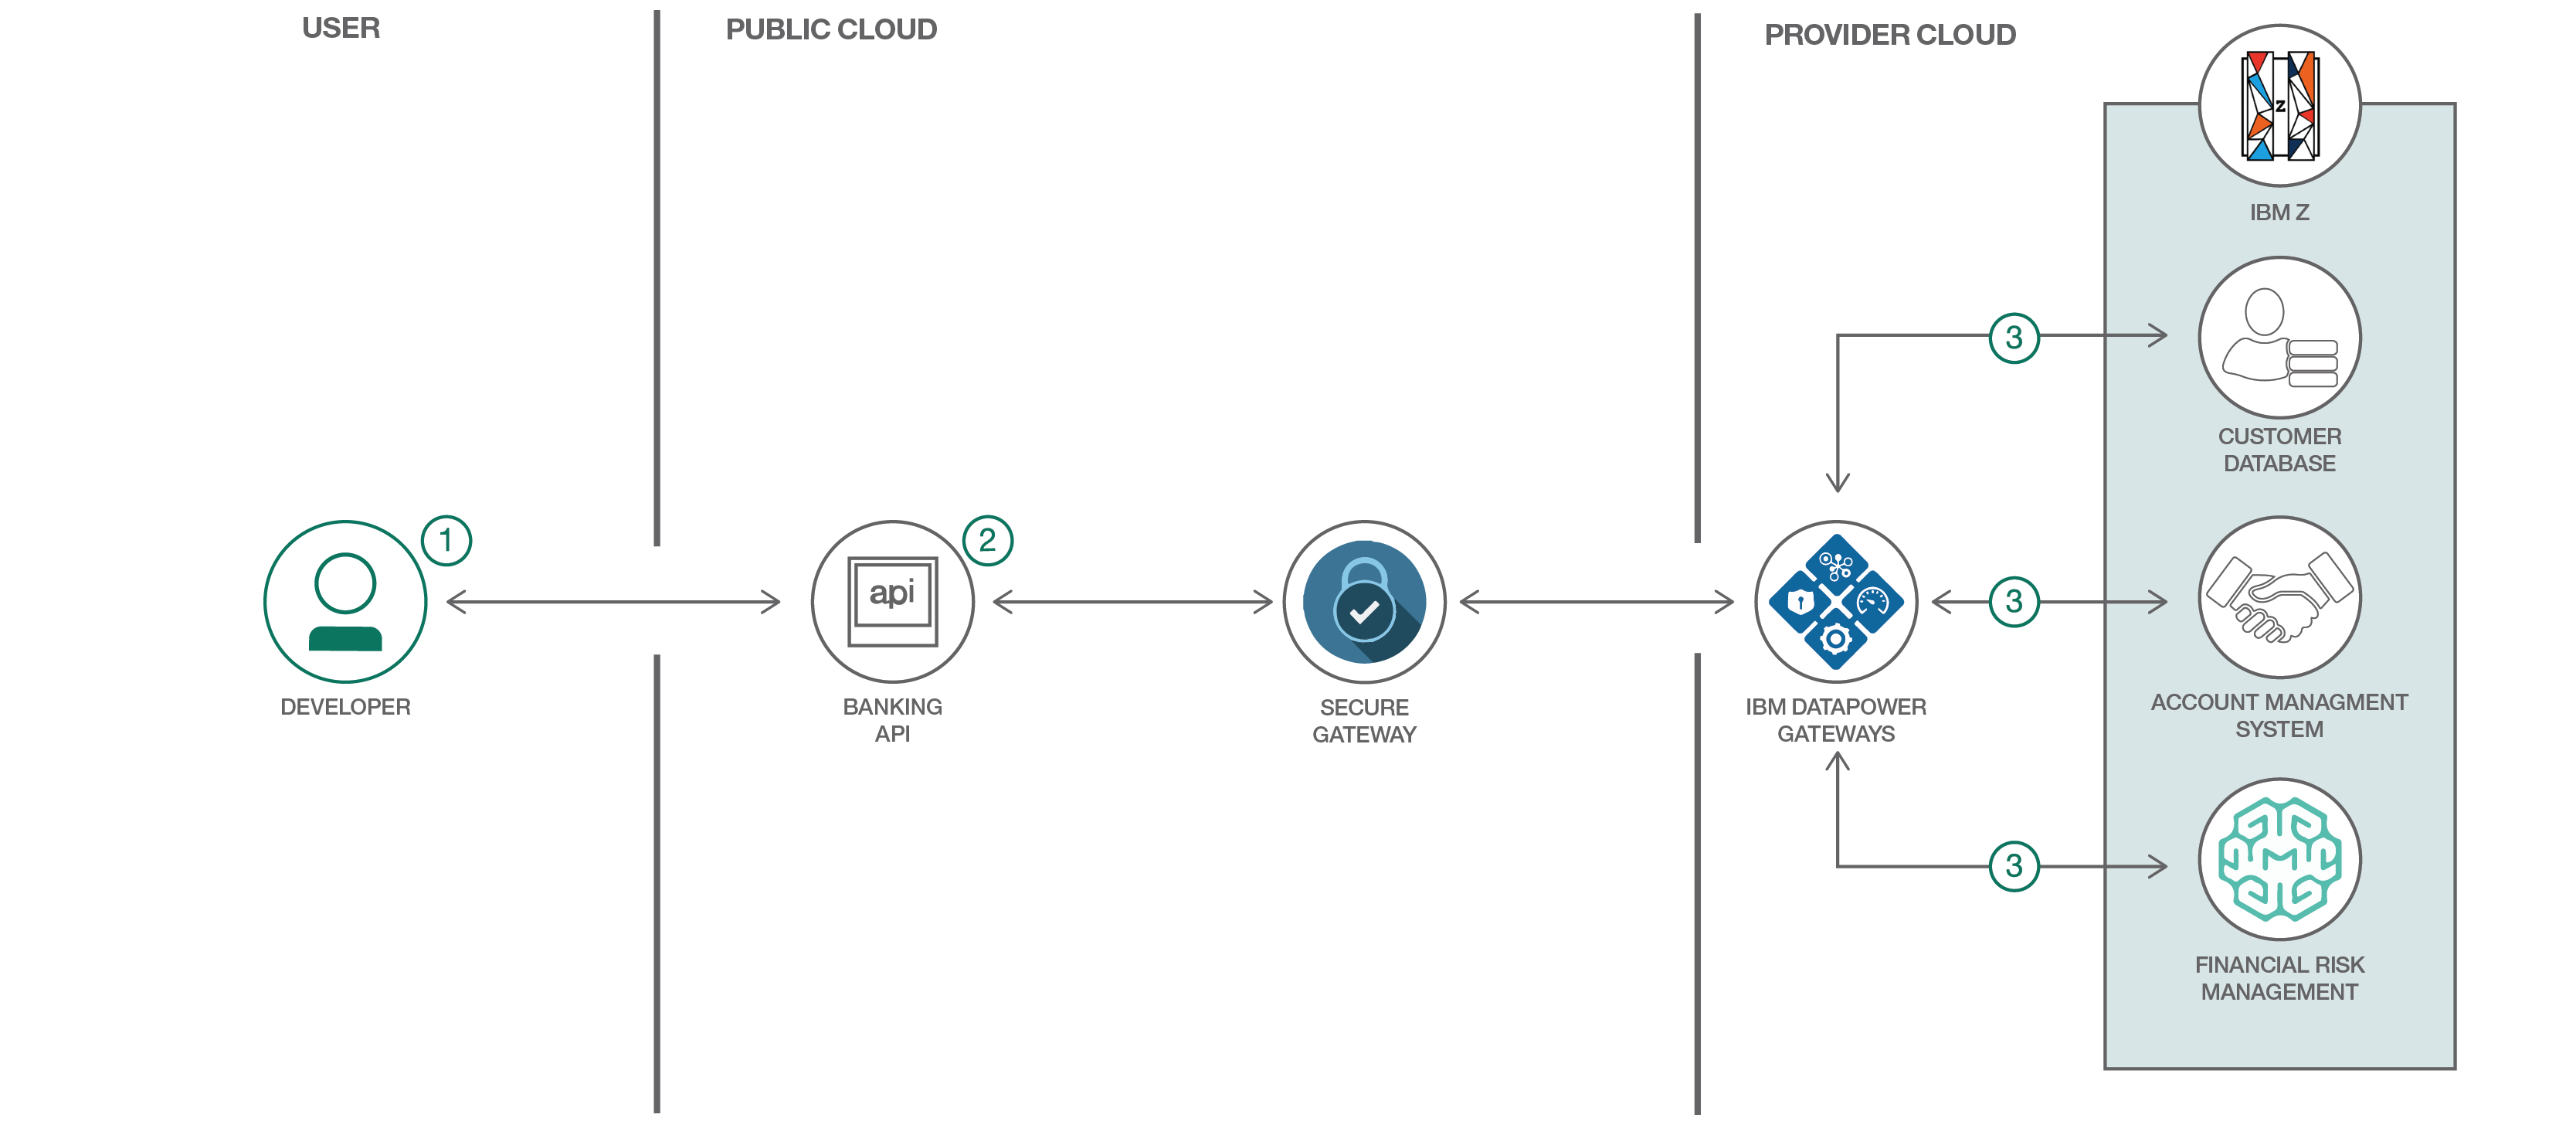 USER
PUBLIC CLOUD
PROVIDER CLOUD
Z
IBM Z
3
CUSTOMER
DATABASE
1
DEVELOPER
2
api
BANKING
API
SECURE
GATEWAY
IBM DATAPOWER
GATEWAYS
3
ACCOUNT MANAGMENT
SYSTEM
3
FINANCIAL RISK
MANAGEMENT